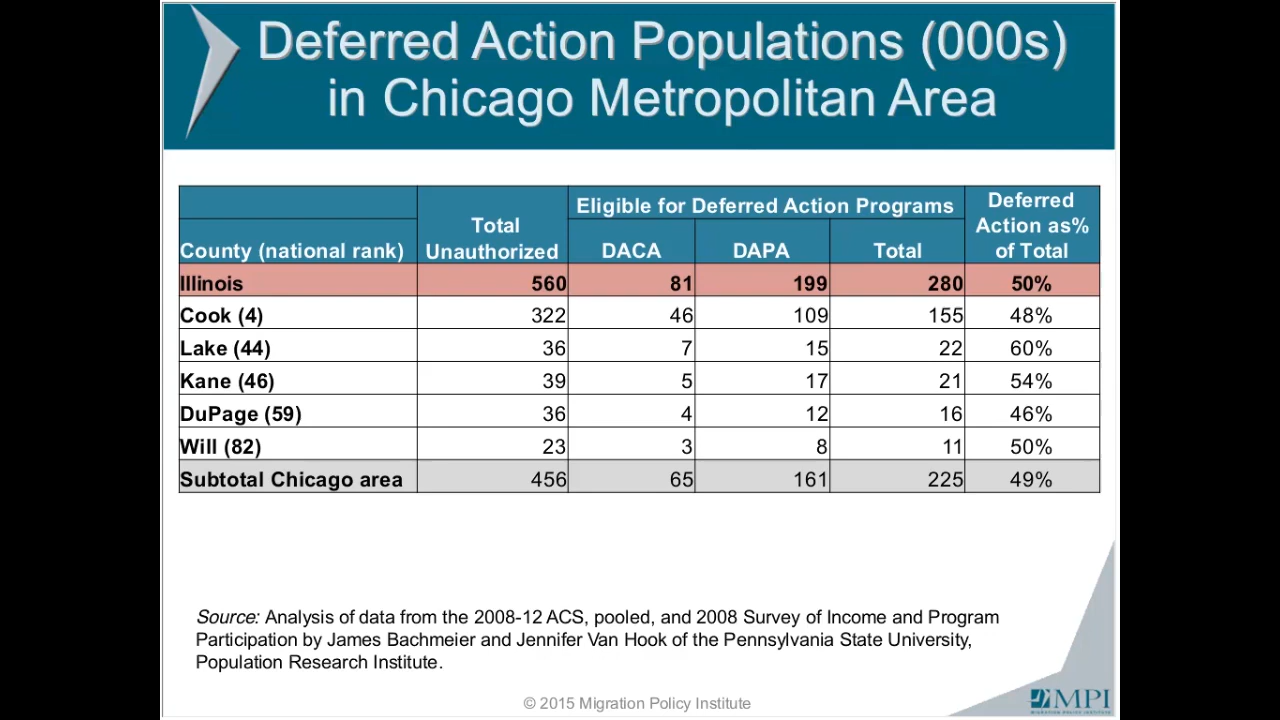 Deferred Action Populations (000s)
in Chicago Metropolitan Area
County (national rank) Total Unauthorized Eligible for Deferred Action Programs DACA DAPA Total Deferred Action as% of Total
Illinois 560 81 199 280 50%
Cook (4) 322 46 109 155 48%
Lake (44) 36 7 15 22 60%
Kane (46) 39 5 17 21 54%
DuPage (59) 36 4 12 16 46%
Will (82) 23 3 8 11 50%
Subtotal Chicago area 456 65 161 225 49%
Source: Analysis of data from the 2008-12 ACS, pooled, and 2008 Survey of Income and Program
Participation by James Bachmeier and Jennifer Van Hook of the Pennsylvania State University,
Population Research Institute.
© 2015 Migration Policy Institute
MPI
MIGRATION POLICY INSTITUTE